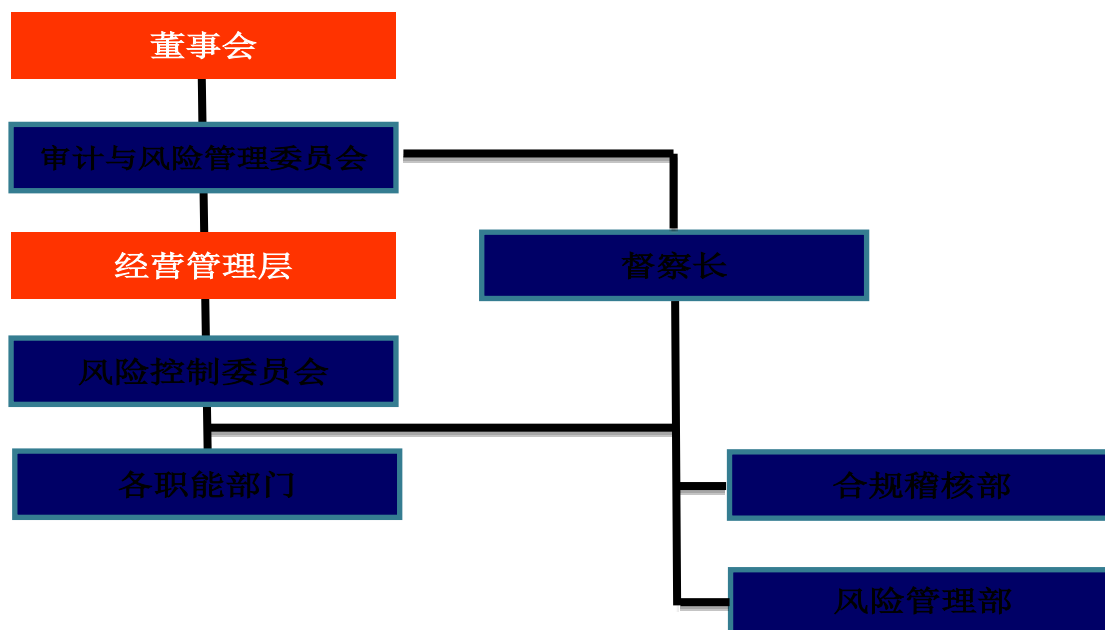 董事会
审计与风险管理委员会
经营管理层
督察长
风险控制委员会
各职能部门
合规稽核部
风险管理部